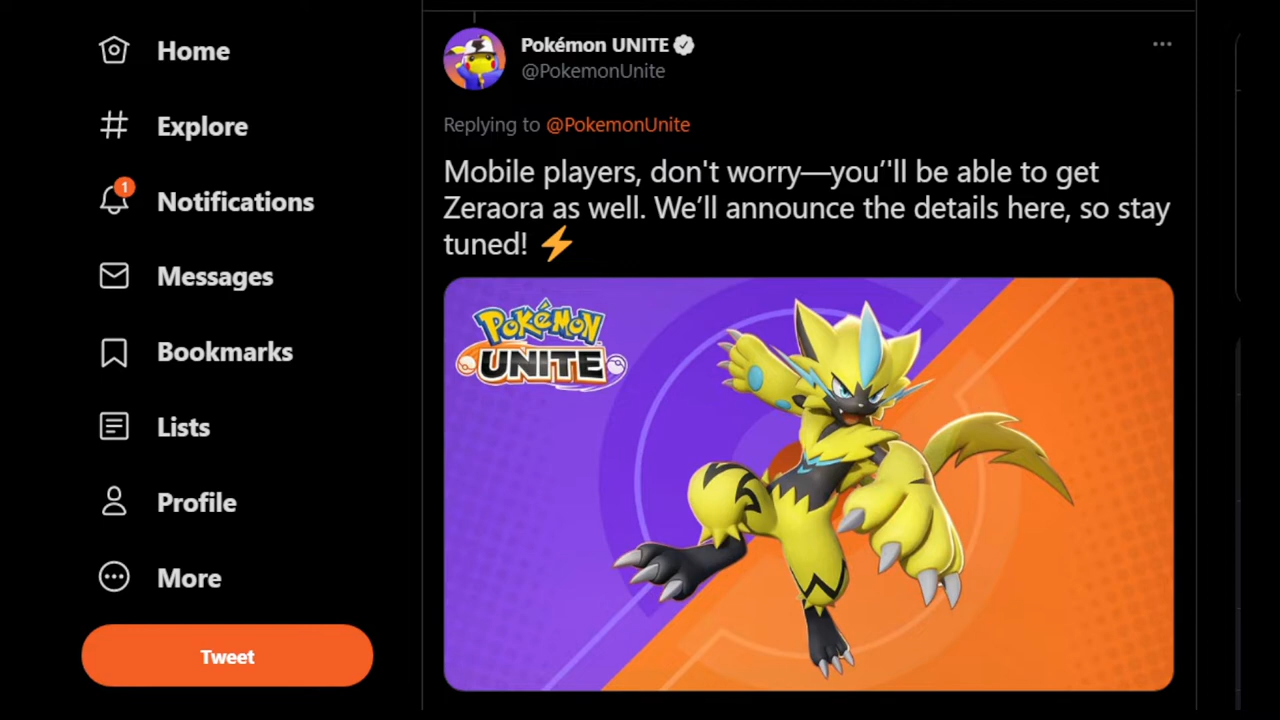 Home
Explore
1
Notifications
Messages
Bookmarks
Lists
Profile
More
Tweet
Pokémon UNITE
@PokemonUnite
Replying to @PokemonUnite
Mobile players, don't worry—you’'ll be able to get
Zeraora as well. We’ll announce the details here, so stay
tuned! ⚡
POKéMON
UNITE